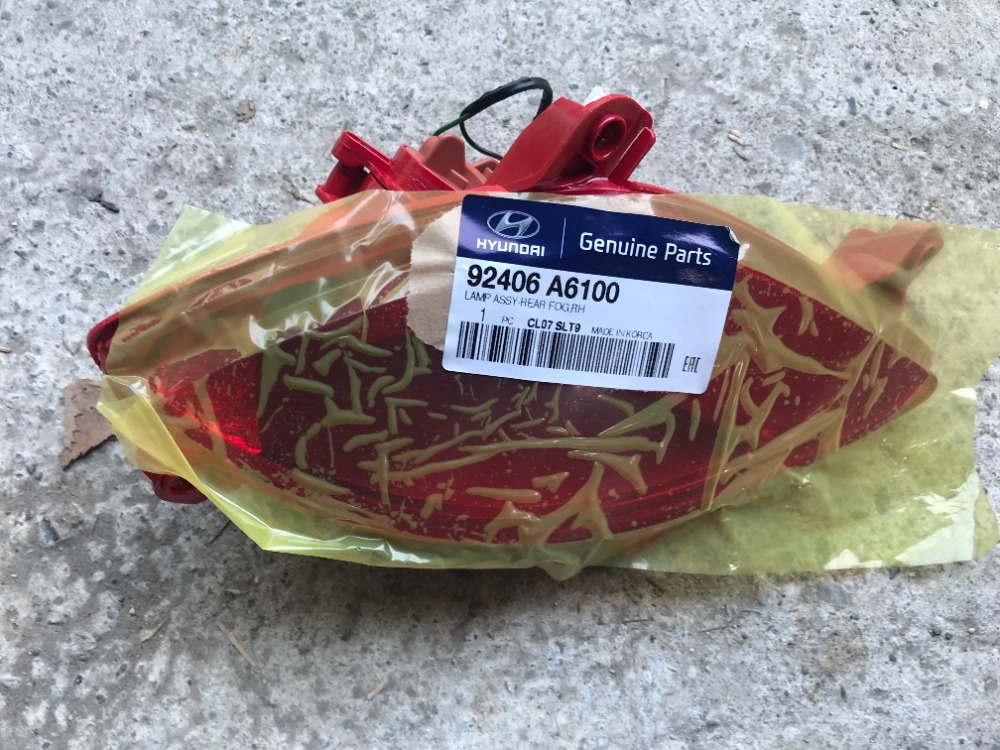 HYUNDAI
Genuine Parts
92406 A6100
LAMP ASSY-REAR FOG,RH
1 PC CL07 SLT9 MADE IN KOREA
EAC